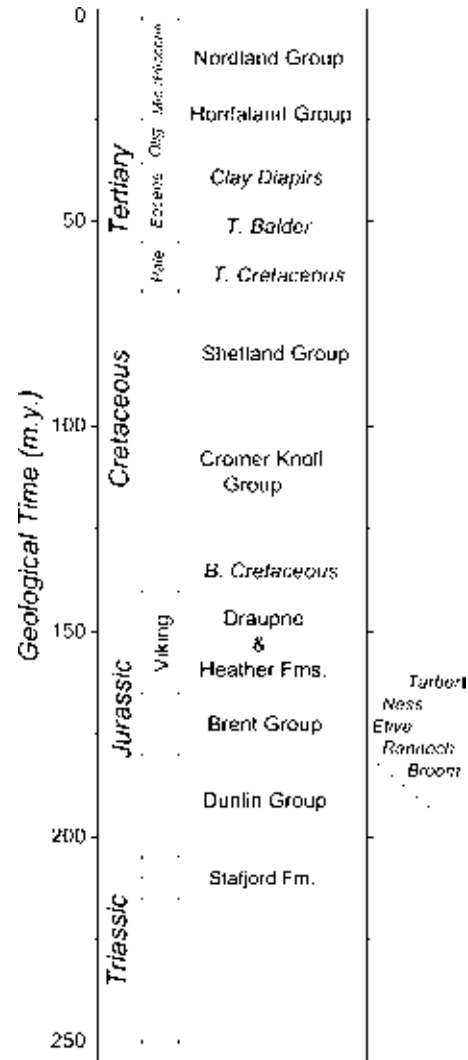 0
50
100
150
200
250
Geological Time (m.y.)
Tertiary
Cretaceous
Jurassic
Triassic
Olig
Eocene
Pale
Viking
Nordland Group
Hordaland Group
Clay Diapirs
T. Balder
T. Cretaceous
Shetland Group
Cromer Knoll
Group
B. Cretaceous
Draupne
&
Heather Fms.
Brent Group
Dunlin Group
Stafjord Fm.
Tarbert
Ness
Etive
Rannoch
Broom